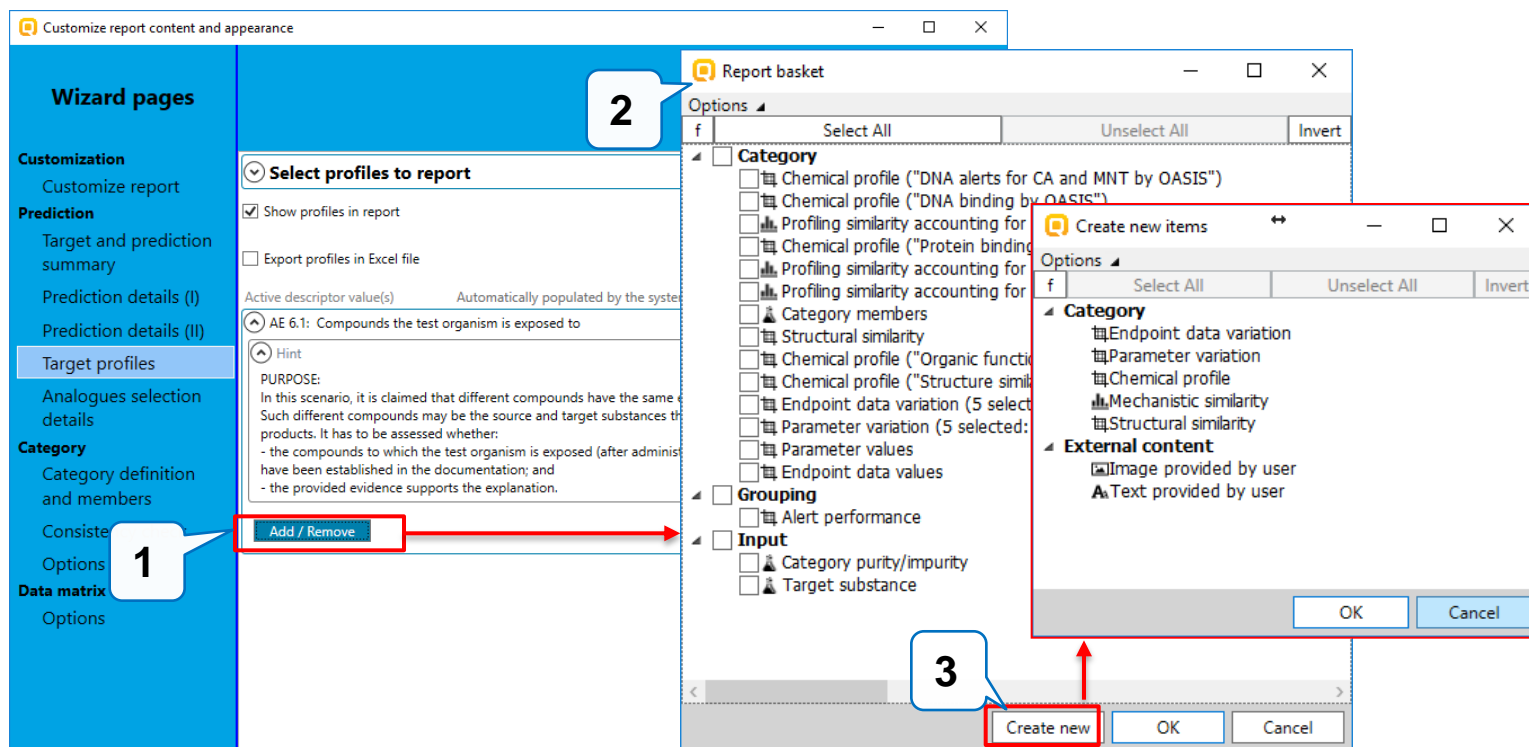 Customize report content and appearance
Wizard pages
Customization
Customize report
Prediction
Target and prediction
summary
Prediction details (I)
Prediction details (II)
Target profiles
Analogues selection
details
Category
Category definition
and members
Consiste
Options
Data matrix
Options
Select profiles to report
Show profiles in report
Export profiles in Excel file
Active descriptor value(s) Automatically populated by the syster
AE 6.1: Compounds the test organism is exposed to
Hint
PURPOSE:
In this scenario, it is claimed that different compounds have the same e
Such different compounds may be the source and target substances th
products. It has to be assessed whether:
- the compounds to which the test organism is exposed (after administ
have been established in the documentation; and
- the provided evidence supports the explanation.
Add / Remove
1
2
Report basket
Options
f Select All Unselect All Invert
Category
Chemical profile ("DNA alerts for CA and MNT by OASIS")
Chemical profile ("DNA binding by OASIS")
Profiling similarity accounting for
Chemical profile ("Protein binding
Profiling similarity accounting for
Profiling similarity accounting for
Category members
Structural similarity
Chemical profile ("Organic functio
Chemical profile ("Structure simila
Endpoint data variation (5 select
Parameter variation (5 selected:
Parameter values
Endpoint data values
Grouping
Alert performance
Input
Category purity/impurity
Target substance
3
Create new OK Cancel
Create new items
Options
f Select All Unselect All Invert
Category
Endpoint data variation
Parameter variation
Chemical profile
Mechanistic similarity
Structural similarity
External content
Image provided by user
Text provided by user
OK Cancel